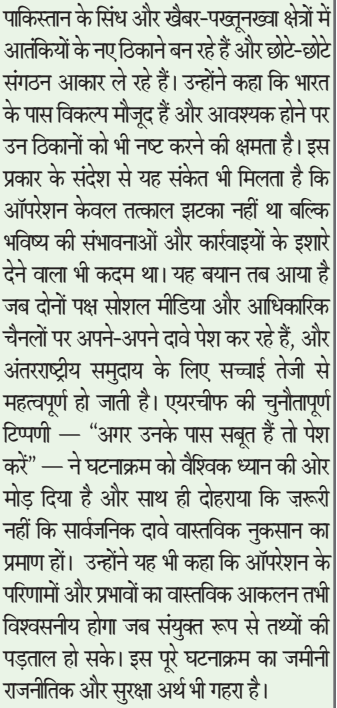 पाकिस्तान के सिंध और खैबर-पख्तूनख्वा क्षेत्रों में
आतंकियों के नए ठिकाने बन रहे हैं और छोटे-छोटे
संगठन आकार ले रहे हैं। उन्होंने कहा कि भारत
के पास विकल्प मौजूद हैं और आवश्यक होने पर
उन ठिकानों को भी नष्ट करने की क्षमता है। इस
प्रकार के संदेश से यह संकेत भी मिलता है कि
ऑपरेशन केवल तत्काल झटका नहीं था बल्कि
भविष्य की संभावनाओं और कार्रवाइयों के इशारे
देने वाला भी कदम था। यह बयान तब आया है
जब दोनों पक्ष सोशल मीडिया और आधिकारिक
चैनलों पर अपने-अपने दावे पेश कर रहे हैं, और
अंतरराष्ट्रीय समुदाय के लिए सच्चाई तेजी से
महत्वपूर्ण हो जाती है। एयरचीफ की चुनौतापूर्ण
टिप्पणी — “अगर उनके पास सबूत हैं तो पेश
करें” — ने घटनाक्रम को वैश्विक ध्यान की ओर
मोड़ दिया है और साथ ही दोहराया कि ज़रूरी
नहीं कि सार्वजनिक दावे वास्तविक नुकसान का
प्रमाण हों। उन्होंने यह भी कहा कि ऑपरेशन के
परिणामों और प्रभावों का वास्तविक आकलन तभी
विश्वसनीय होगा जब संयुक्त रूप से तथ्यों की
पड़ताल हो सके। इस पूरे घटनाक्रम का जमीनी
राजनीतिक और सुरक्षा अर्थ भी गहरा है।